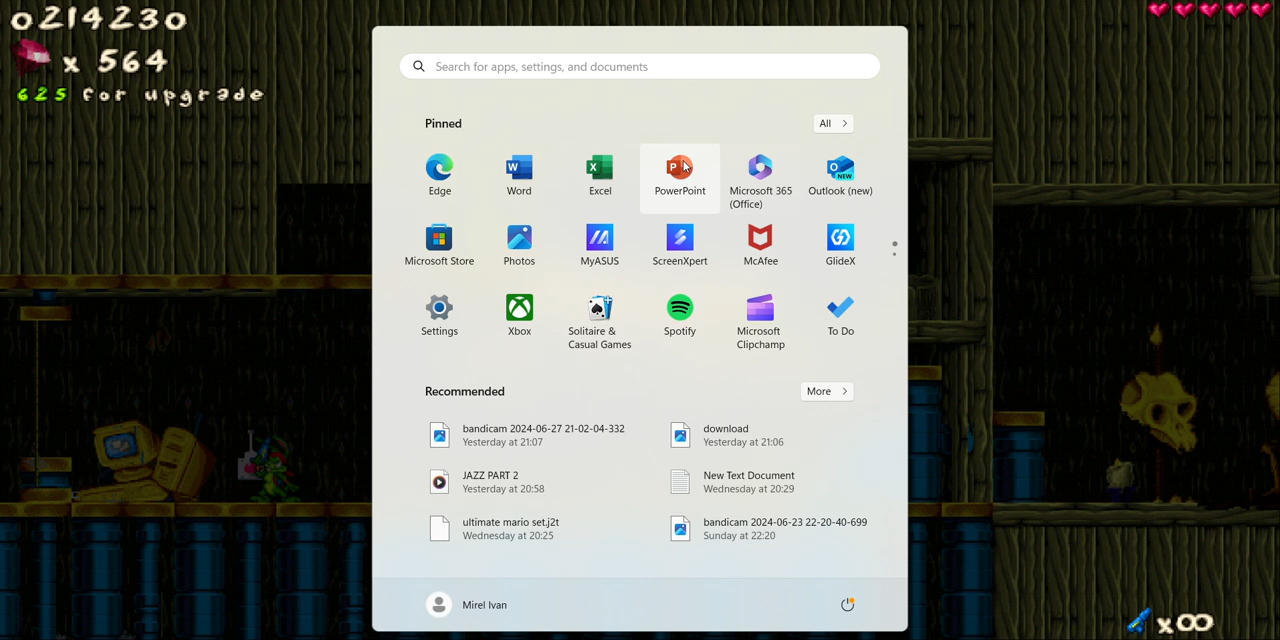 0214230
x 564
625 for upgrade
Search for apps, settings, and documents
Pinned
All
Edge
Word
Excel
PowerPoint
Microsoft 365
(Office)
Outlook (new)
Microsoft Store
Photos
MyASUS
ScreenXpert
McAfee
GlideX
Settings
Xbox
Solitaire &
Casual Games
Spotify
Microsoft
Clipchamp
To Do
Recommended
More
bandicam 2024-06-27 21-02-04-332
Yesterday at 21:07
download
Yesterday at 21:06
JAZZ PART 2
Yesterday at 20:58
New Text Document
Wednesday at 20:29
ultimate mario set.j2t
Wednesday at 20:25
bandicam 2024-06-23 22-20-40-699
Sunday at 22:20
Mirel Ivan
x∞